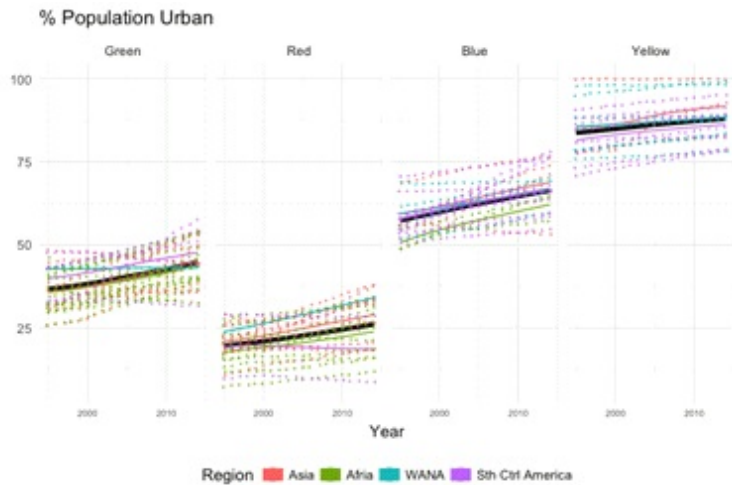 % Population Urban
Green Red Blue Yellow
100
75
50
25
2000 2010 2000 2010 2000 2010 2000 2010
Year
Region Asia Afria WANA Sth Ctrl America